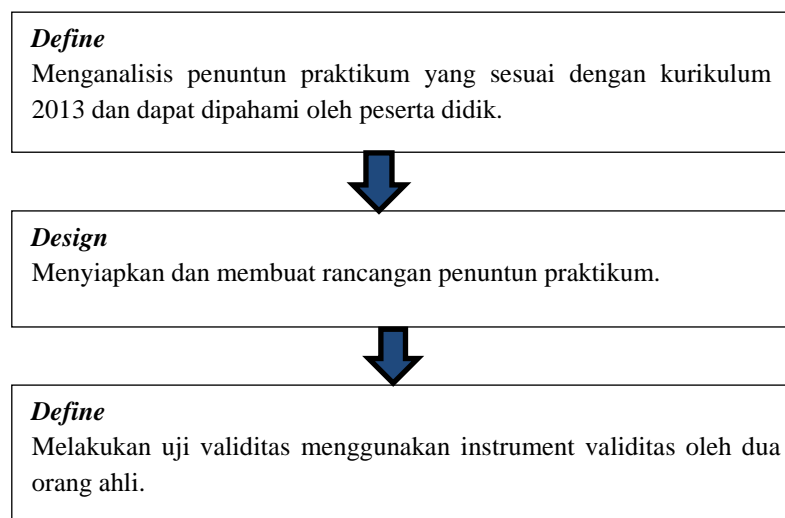 Define
Menganalisis penuntun praktikum yang sesuai dengan kurikulum
2013 dan dapat dipahami oleh peserta didik.
Design
Menyiapkan dan membuat rancangan penuntun praktikum.
Define
Melakukan uji validitas menggunakan instrument validitas oleh dua
orang ahli.